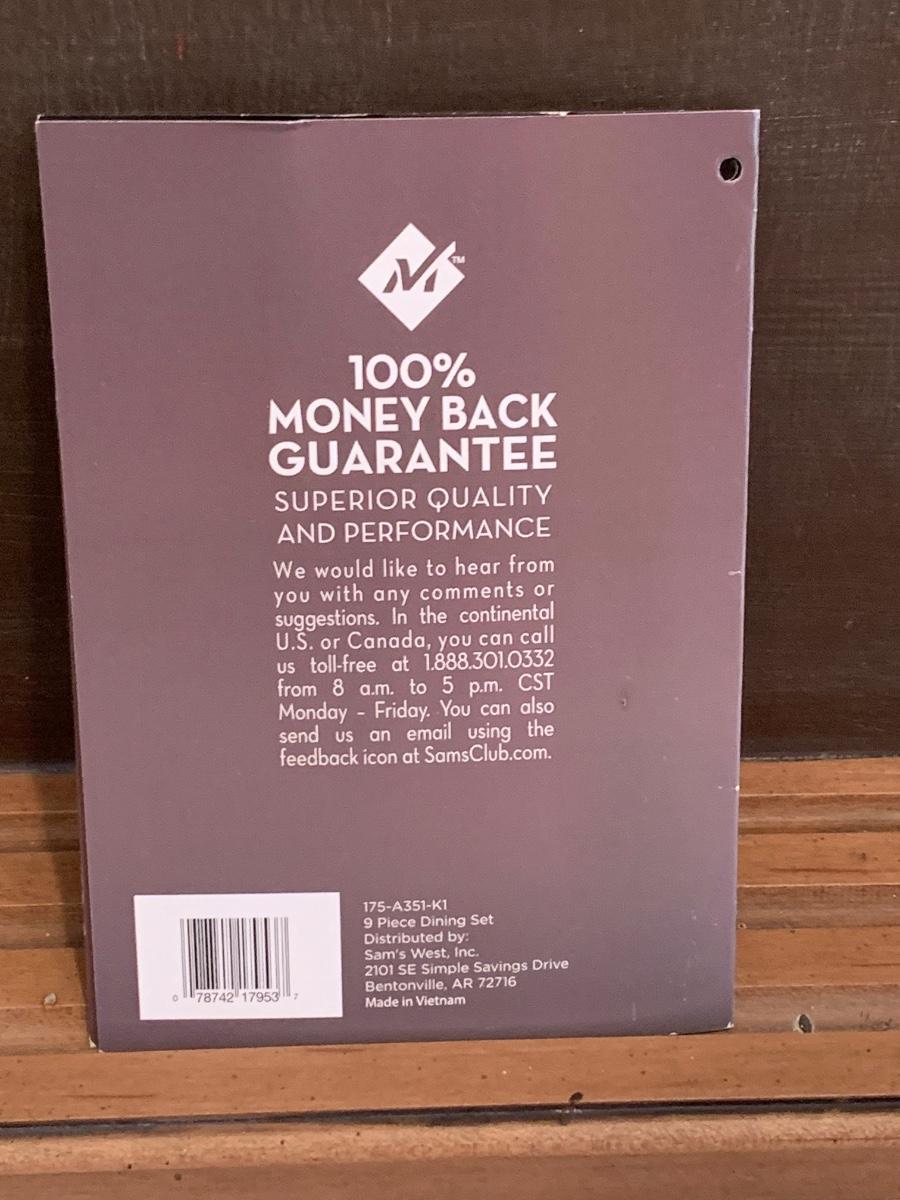 M™
100%
MONEY BACK
GUARANTEE
SUPERIOR QUALITY
AND PERFORMANCE
We would like to hear from
you with any comments or
suggestions. In the continental
U.S. or Canada, you can call
us toll-free at 1.888.301.0332
from 8 a.m. to 5 p.m. CST
Monday – Friday. You can also
send us an email using the
feedback icon at SamsClub.com.
175-A351-K1
9 Piece Dining Set
Distributed by:
Sam's West, Inc.
2101 SE Simple Savings Drive
Bentonville, AR 72716
Made in Vietnam
0 78742 17953 7